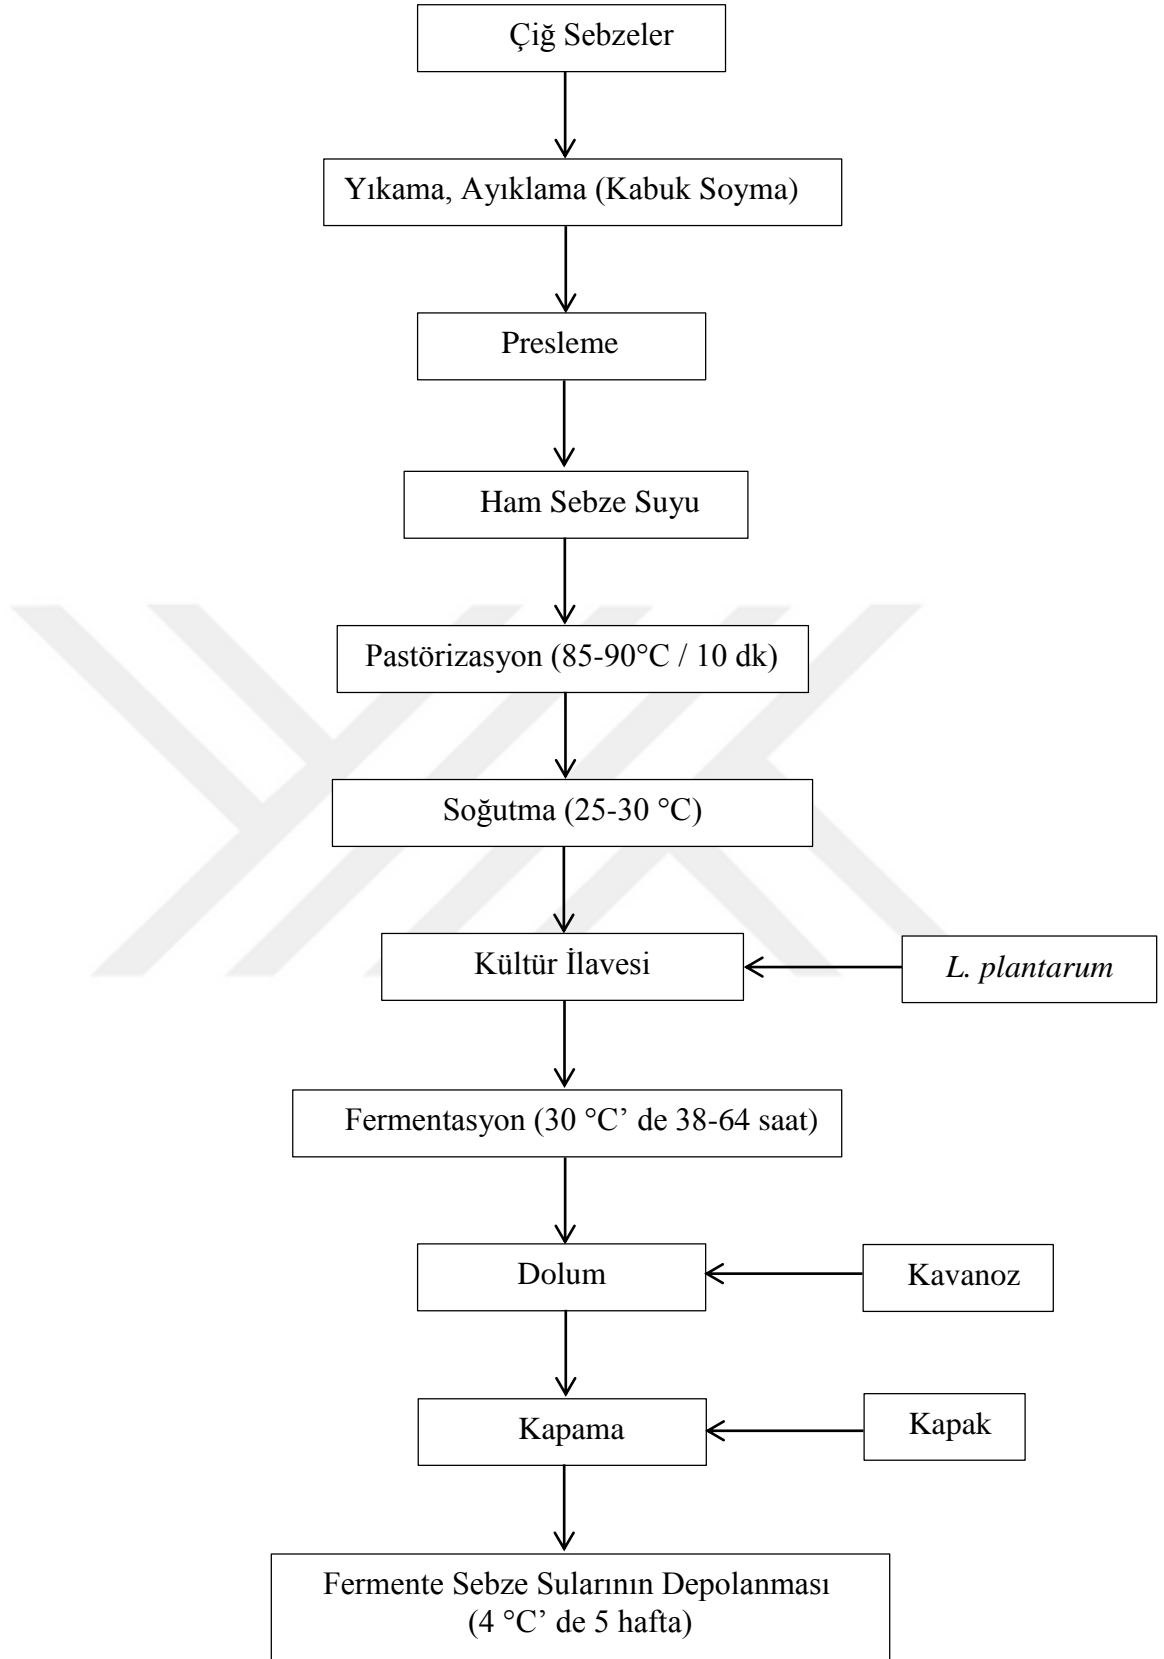 Çiğ Sebzeler
Yıkama, Ayıklama (Kabuk Soyma)
Presleme
Ham Sebze Suyu
Pastörizasyon (85-90°C / 10 dk)
Soğutma (25-30 °C)
Kültür İlavesi
L. plantarum
Fermentasyon (30 °C’ de 38-64 saat)
Dolum
Kavanoz
Kapama
Kapak
Fermente Sebze Sularının Depolanması
(4 °C’ de 5 hafta)